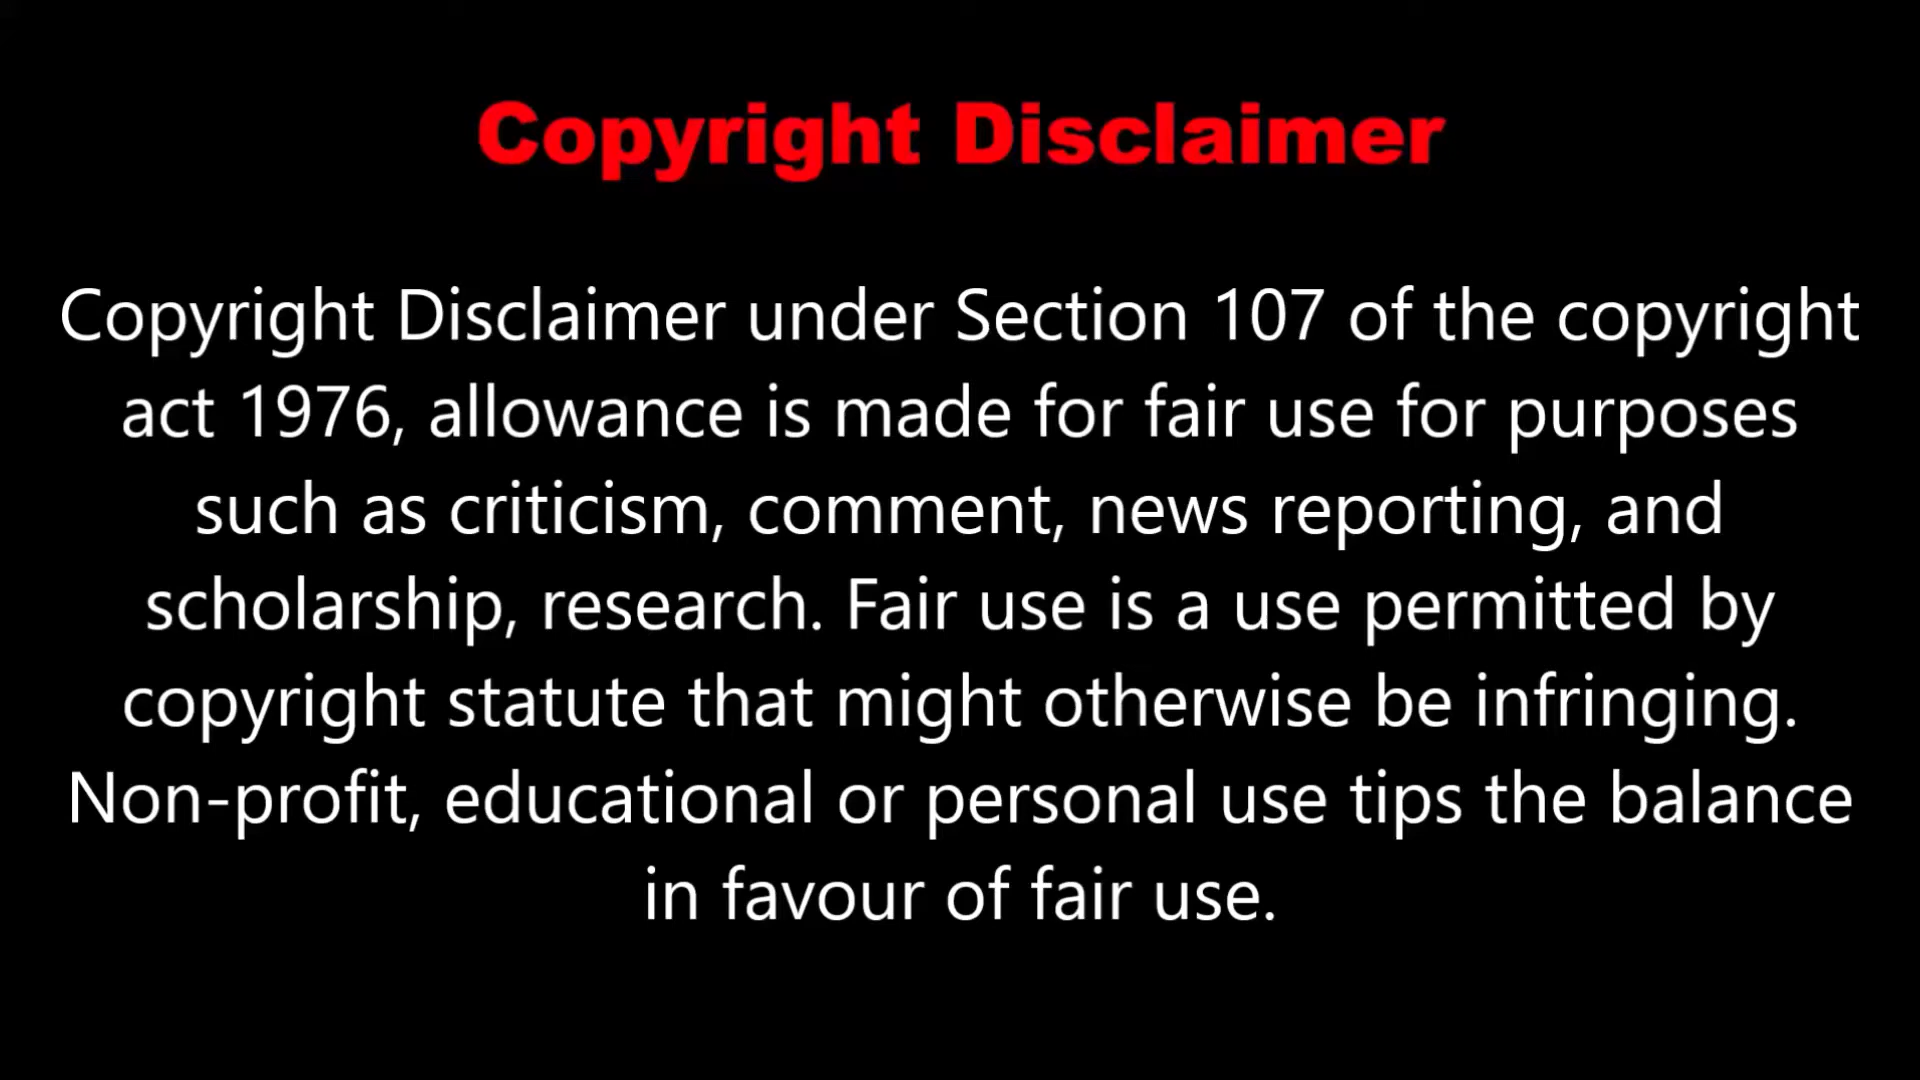 Copyright Disclaimer
Copyright Disclaimer under Section 107 of the copyright
act 1976, allowance is made for fair use for purposes
such as criticism, comment, news reporting, and
scholarship, research. Fair use is a use permitted by
copyright statute that might otherwise be infringing.
Non-profit, educational or personal use tips the balance
in favour of fair use.